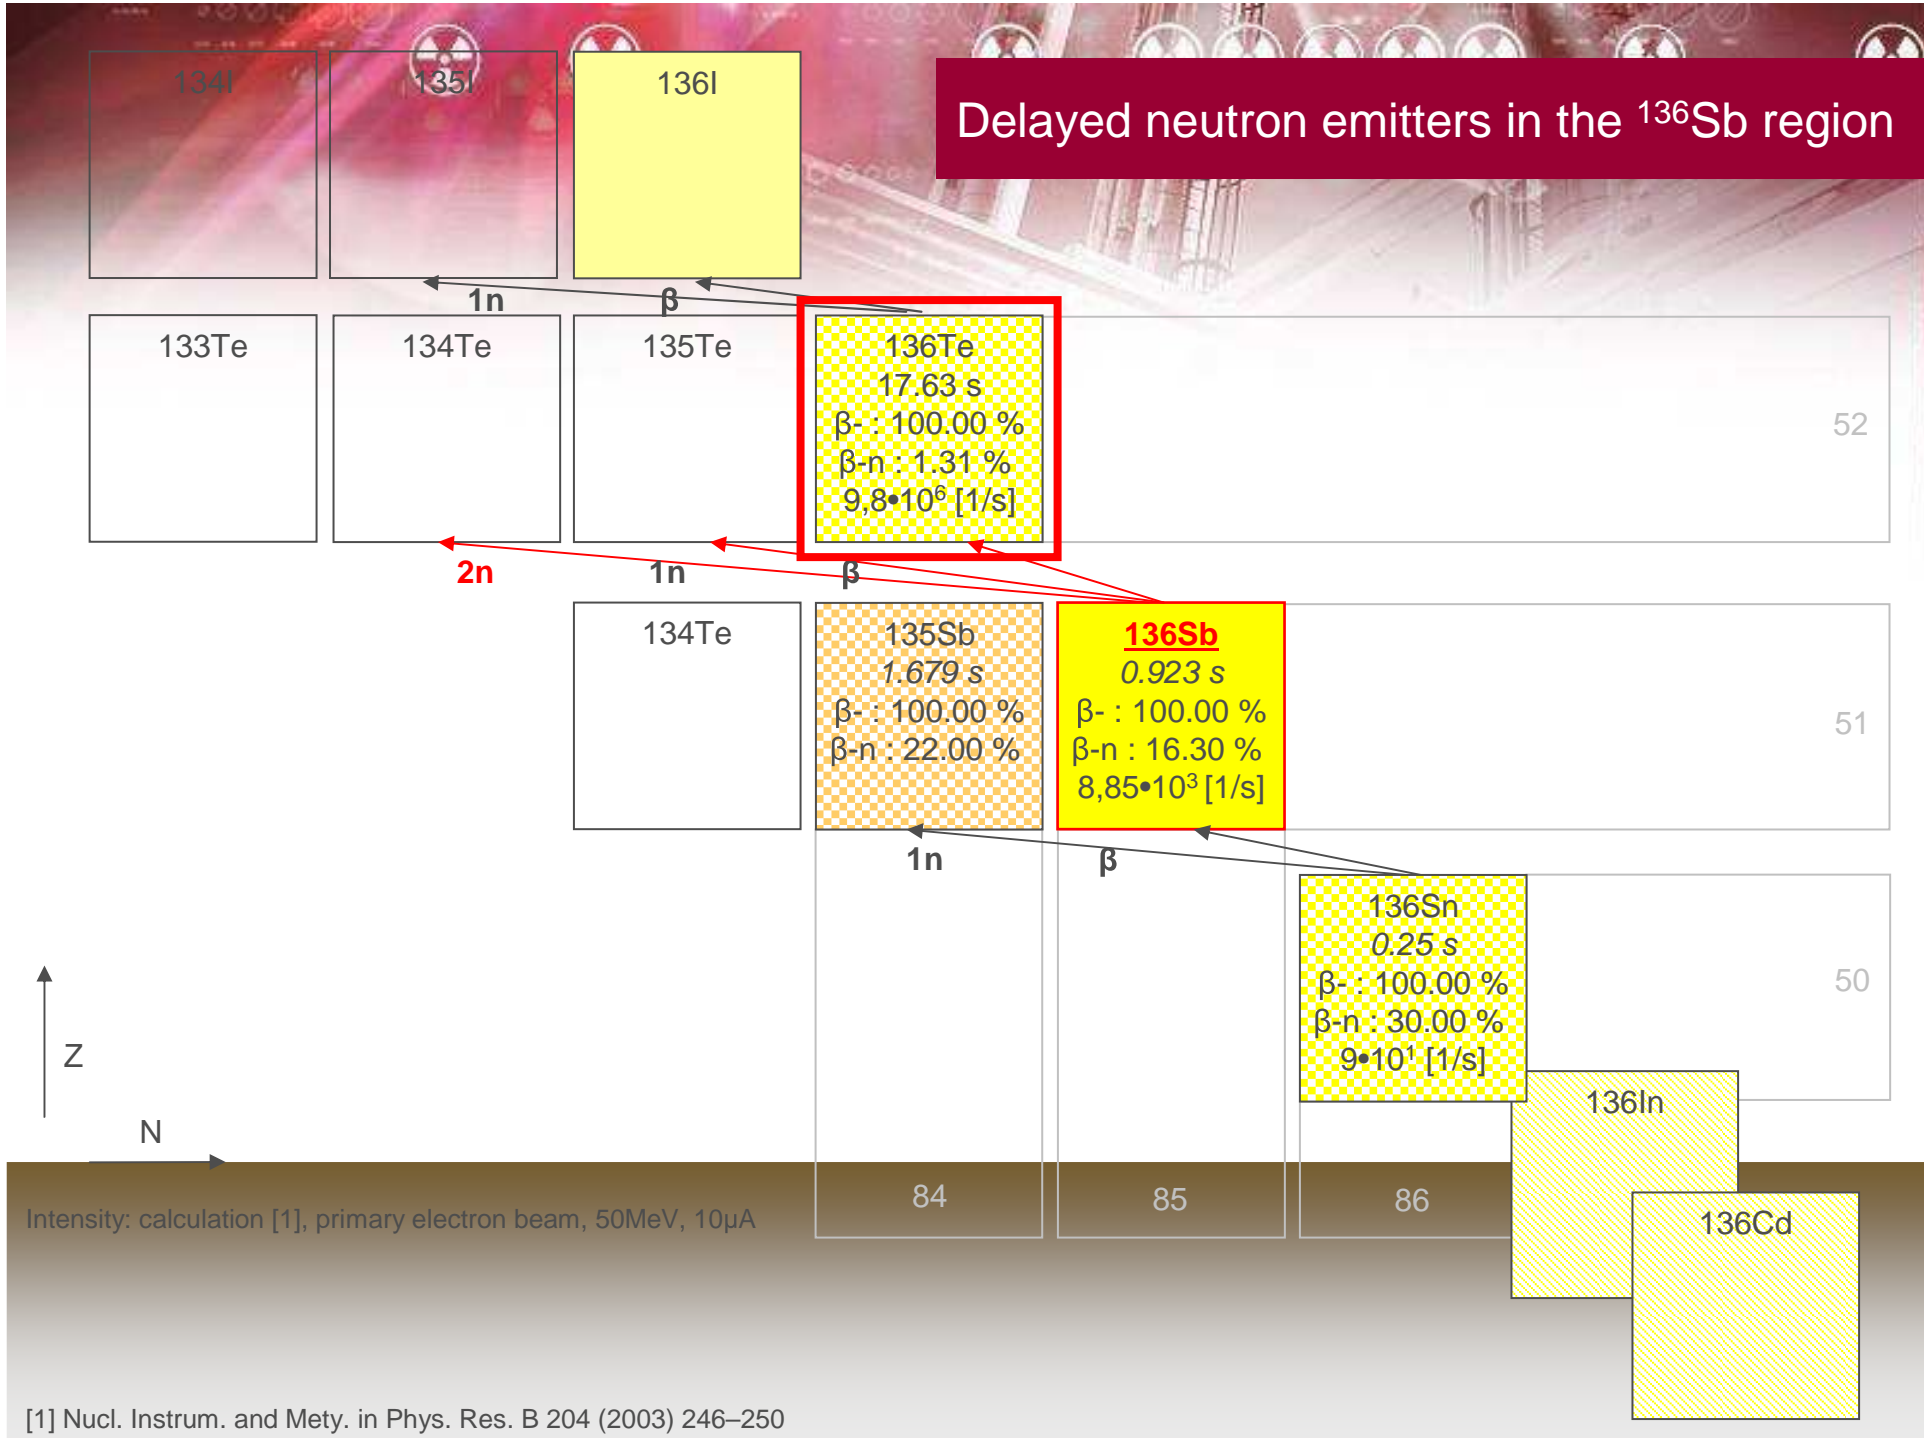 Delayed neutron emitters in the ¹³⁶Sb region
134I
135I
136I
1n
β
133Te
134Te
135Te
136Te
17.63 s
β- : 100.00 %
β-n : 1.31 %
9,8•10⁶ [1/s]
52
2n
1n
β
134Te
135Sb
1.679 s
β- : 100.00 %
β-n : 22.00 %
136Sb
0.923 s
β- : 100.00 %
β-n : 16.30 %
8,85•10³ [1/s]
51
1n
β
136Sn
0.25 s
β- : 100.00 %
β-n : 30.00 %
9•10¹ [1/s]
50
Z
N
136In
136Cd
84
85
86
Intensity: calculation [1], primary electron beam, 50MeV, 10µA
[1] Nucl. Instrum. and Mety. in Phys. Res. B 204 (2003) 246–250